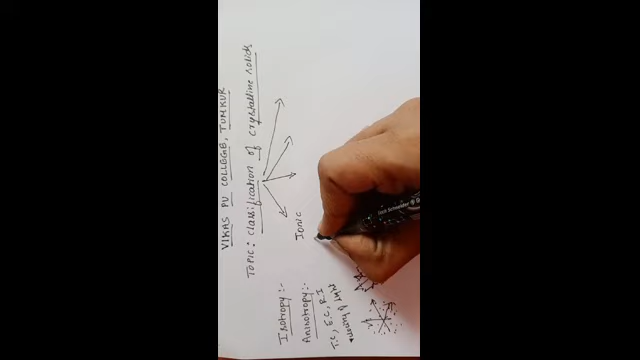 VIKAS PU COLLEGE, TUMKUR
TOPIC: classification of crystalline solids
Ionic
Isotropy:-
Anisotropy:-
T.C, E.C, R.I